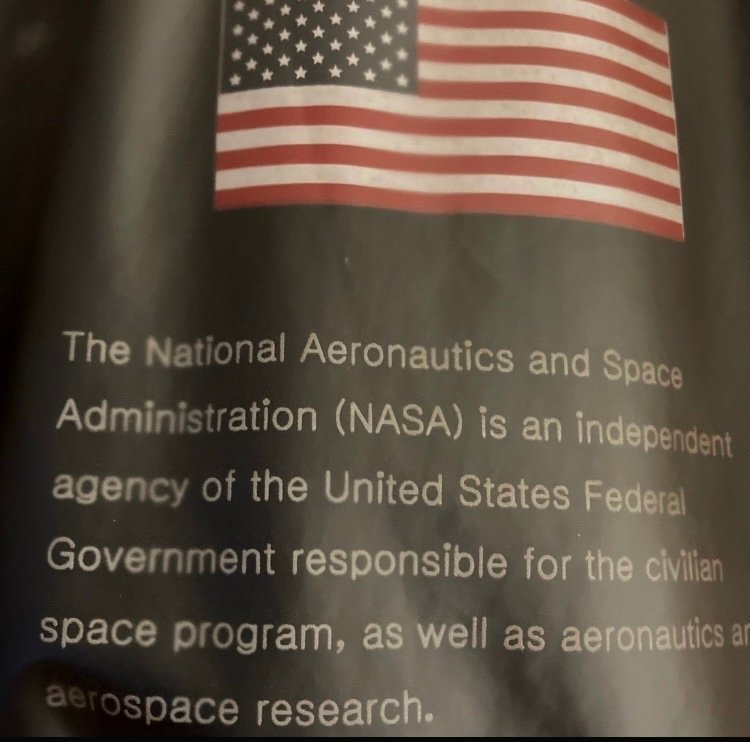 The National Aeronautics and Space
Administration (NASA) is an independent
agency of the United States Federal
Government responsible for the civilian
space program, as well as aeronautics
aerospace research.